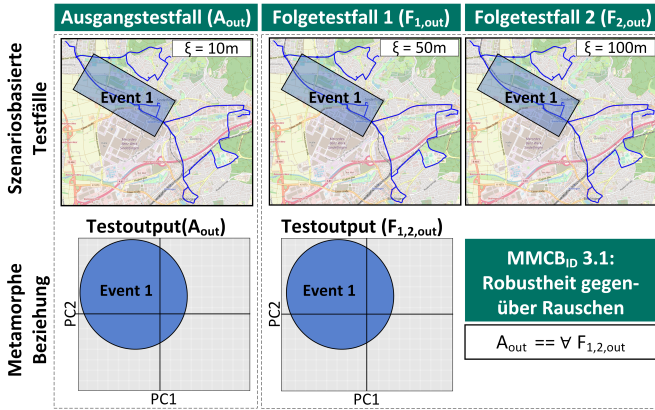 Ausgangstestfall (Aout)
Folgetestfall 1 (F1,out)
Folgetestfall 2 (F2,out)
Szenariosbasierte
Testfälle
ξ = 10m
ξ = 50m
ξ = 100m
Event 1
Event 1
Event 1
Metamorphe
Beziehung
Testoutput(Aout)
Testoutput (F1,2,out)
Event 1
PC2
PC1
Event 1
PC2
PC1
MMCBID 3.1:
Robustheit gegen-
über Rauschen
Aout == ∀ F1,2,out